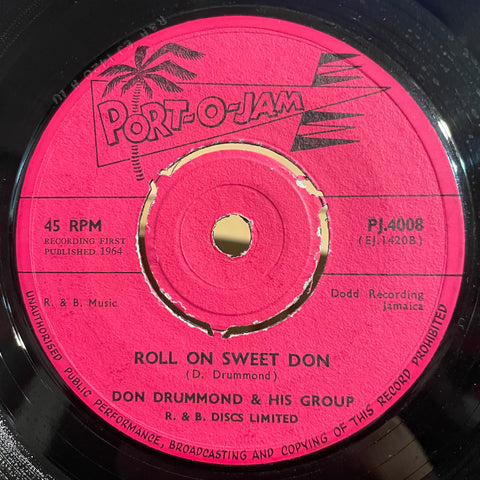 PORT-O-JAM
45 RPM
RECORDING FIRST
PUBLISHED 1964
PJ.4008
(EJ.1420B)
R. & B. Music
Dodd Recording
Jamaica
ROLL ON SWEET DON
(D. Drummond)
DON DRUMMOND & HIS GROUP
R. & B. DISCS LIMITED
UNAUTHORISED PUBLIC PERFORMANCE, BROADCASTING AND COPYING OF THIS RECORD PROHIBITED